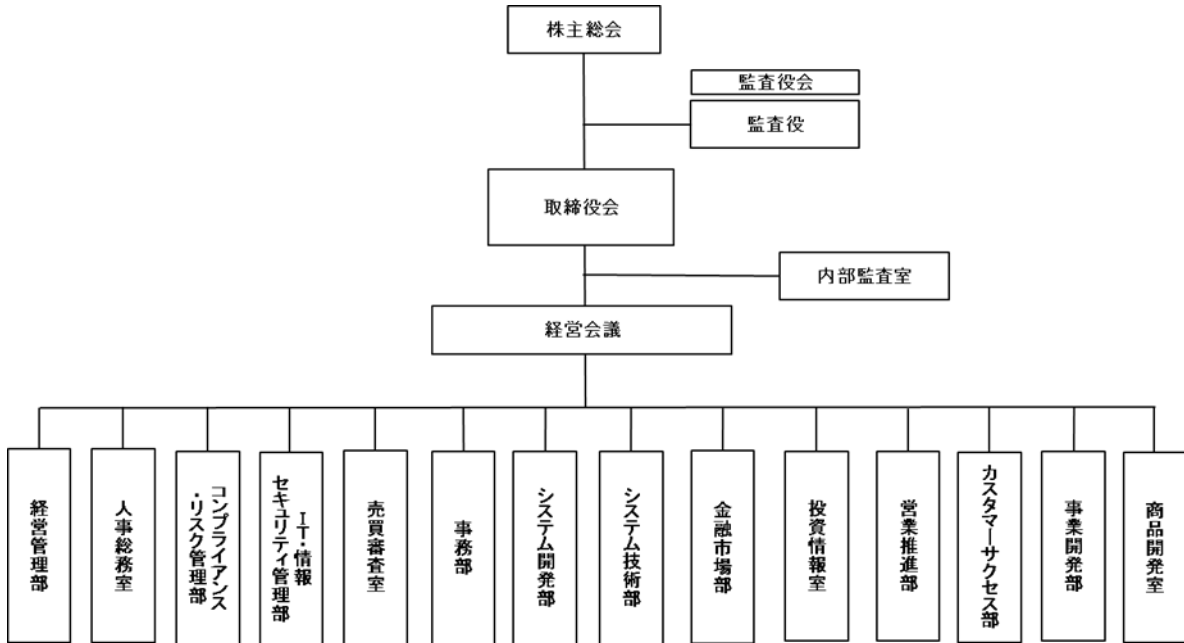 株主総会
監査役会
監査役
取締役会
内部監査室
経営会議
経営管理部
人事総務室
コンプライアンス
・リスク管理部
IT・情報
セキュリティ管理部
売買審査室
事務部
システム開発部
システム技術部
金融市場部
投資情報室
営業推進部
カスタマーサクセス部
事業開発部
商品開発室